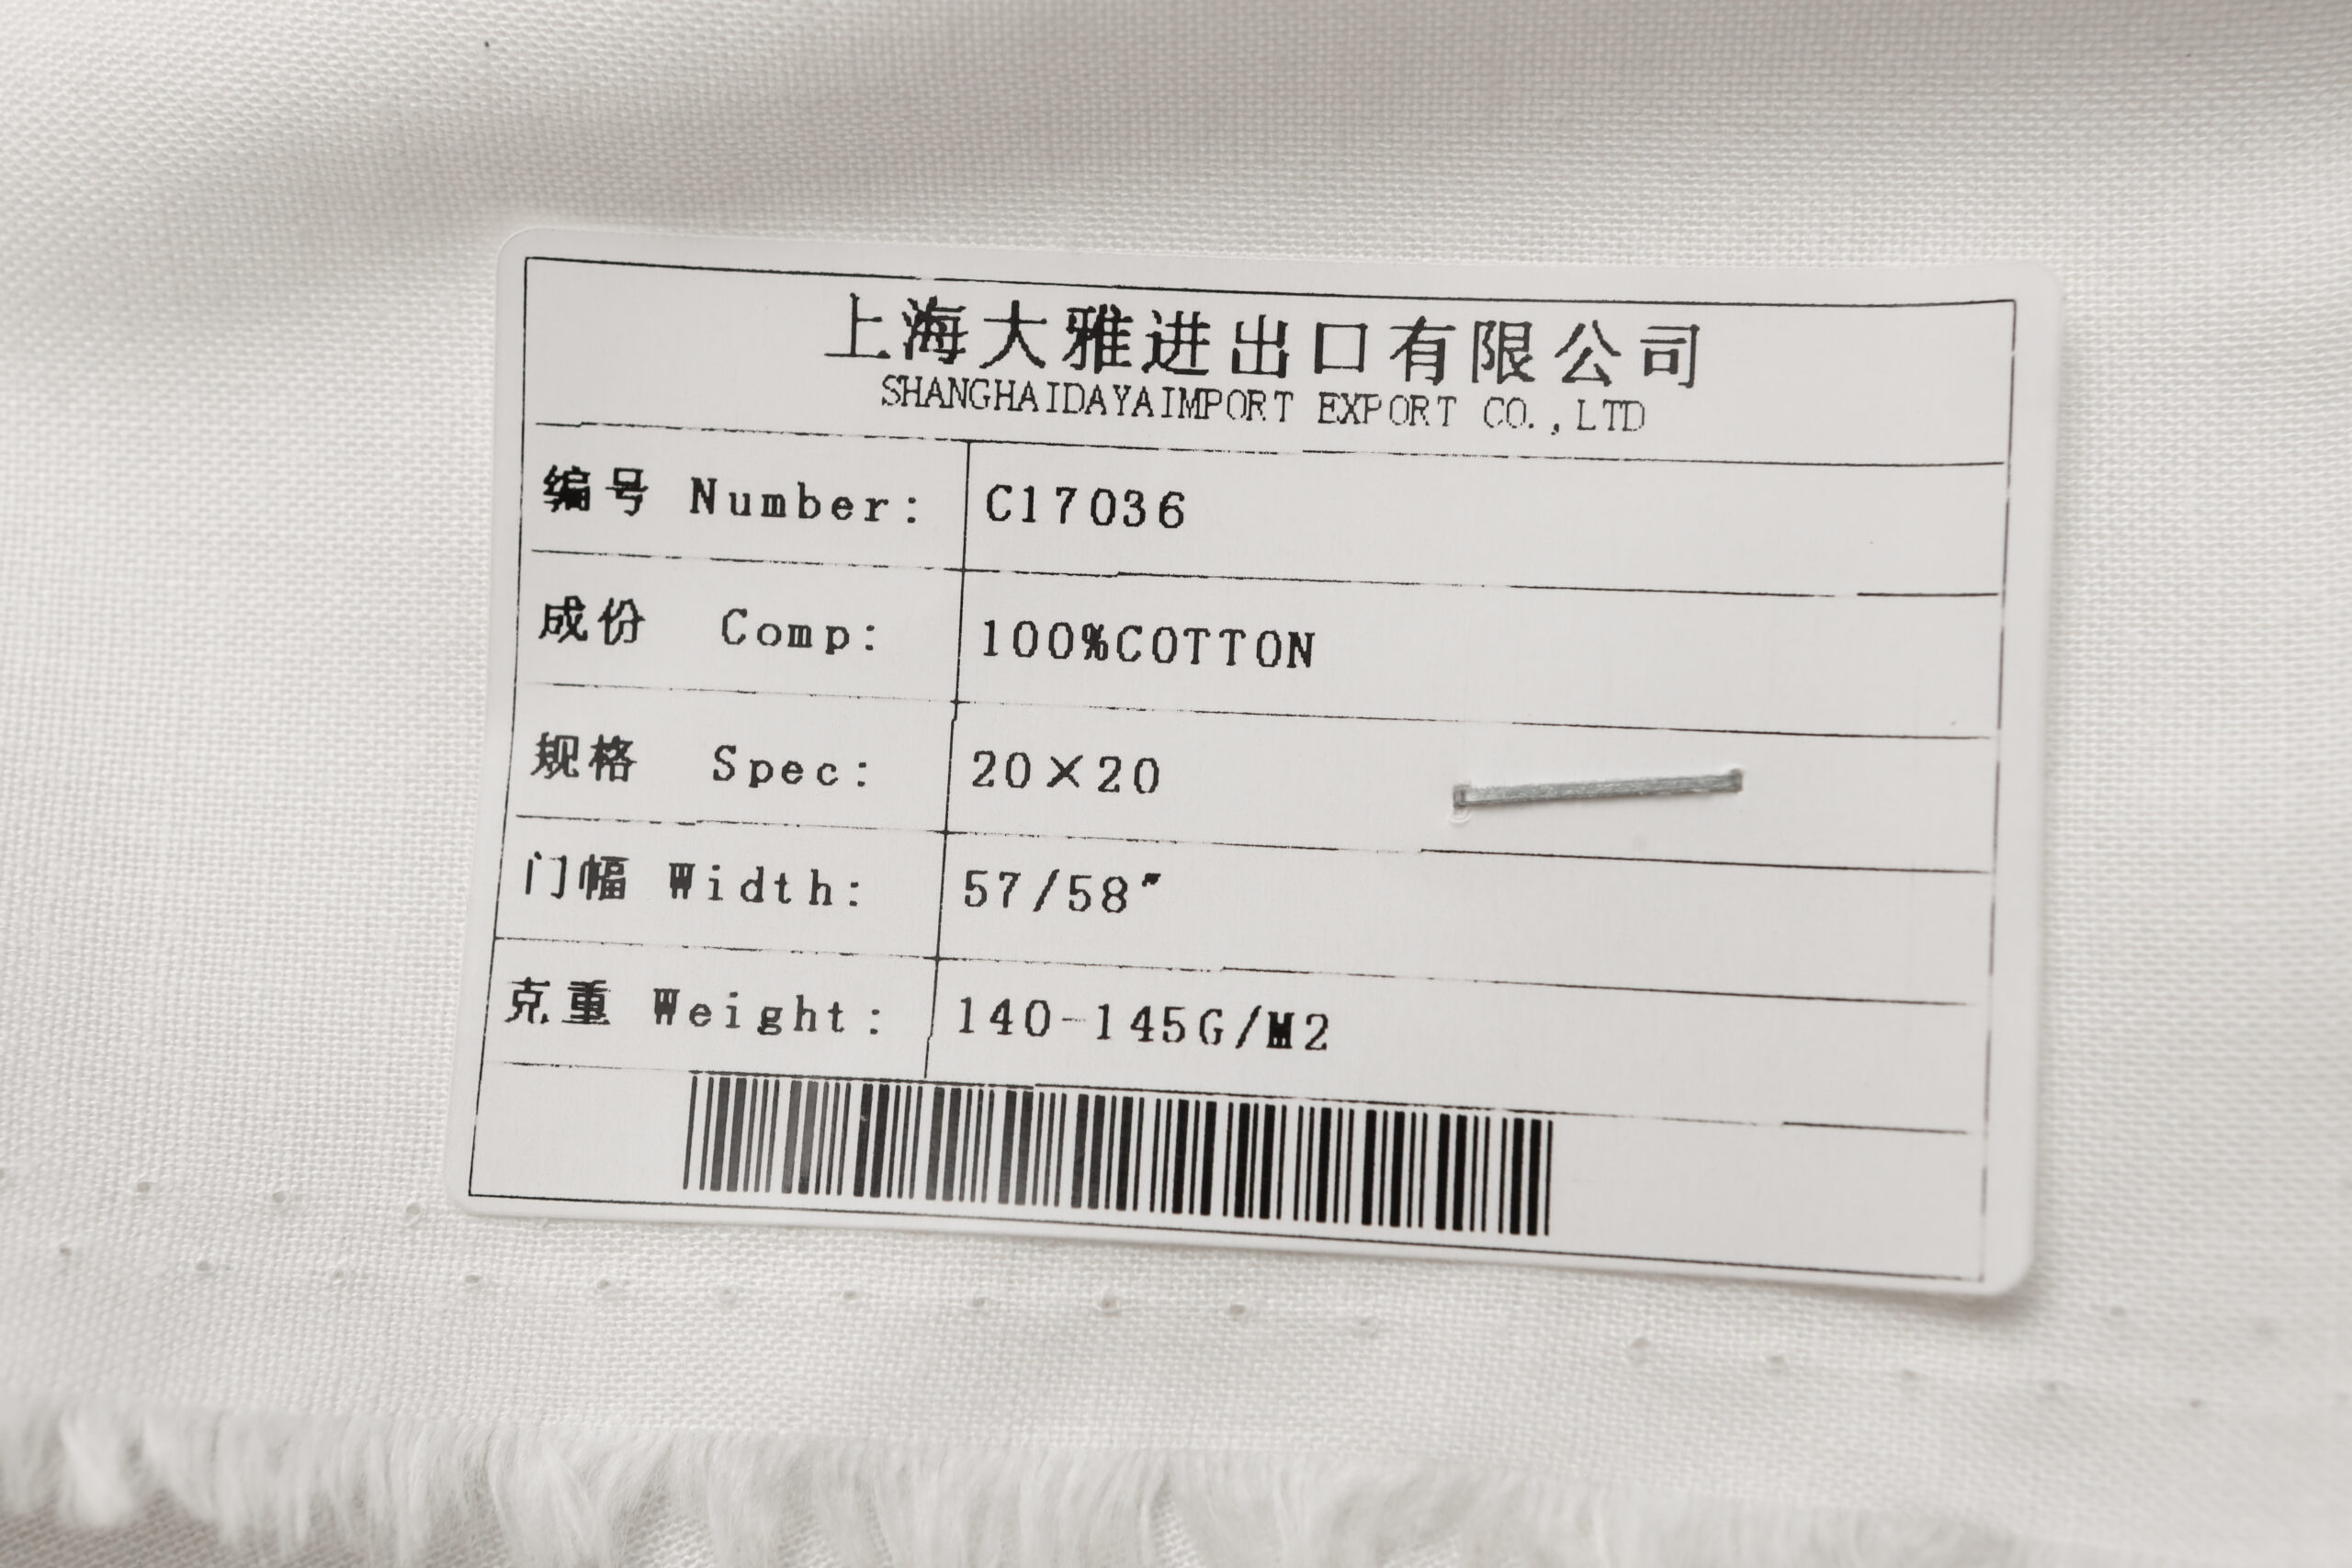 上海大雅进出口有限公司
SHANGHAIDAYAIMPORT EXPORT CO.,LTD
编号 Number: C17036
成份 Comp: 100%COTTON
规格 Spec: 20×20
门幅 Width: 57/58"
克重 Weight: 140-145G/M2